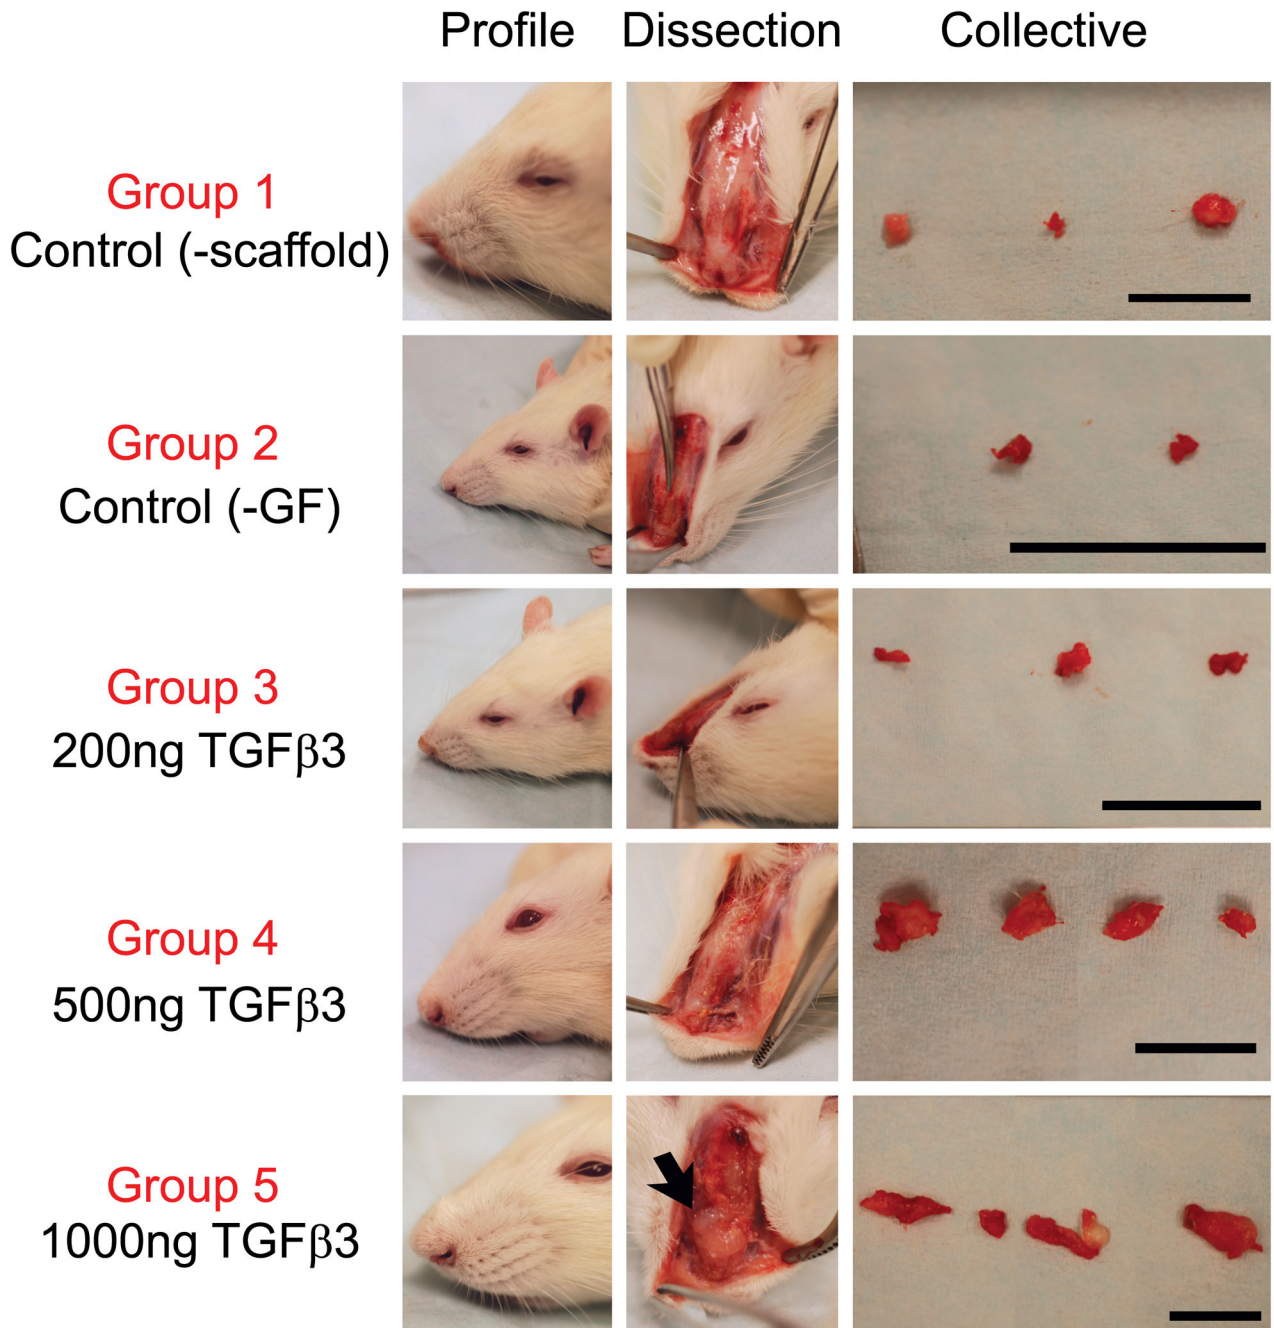 Profile Dissection Collective
Group 1
Control (-scaffold)
Group 2
Control (-GF)
Group 3
200ng TGFβ3
Group 4
500ng TGFβ3
Group 5
1000ng TGFβ3